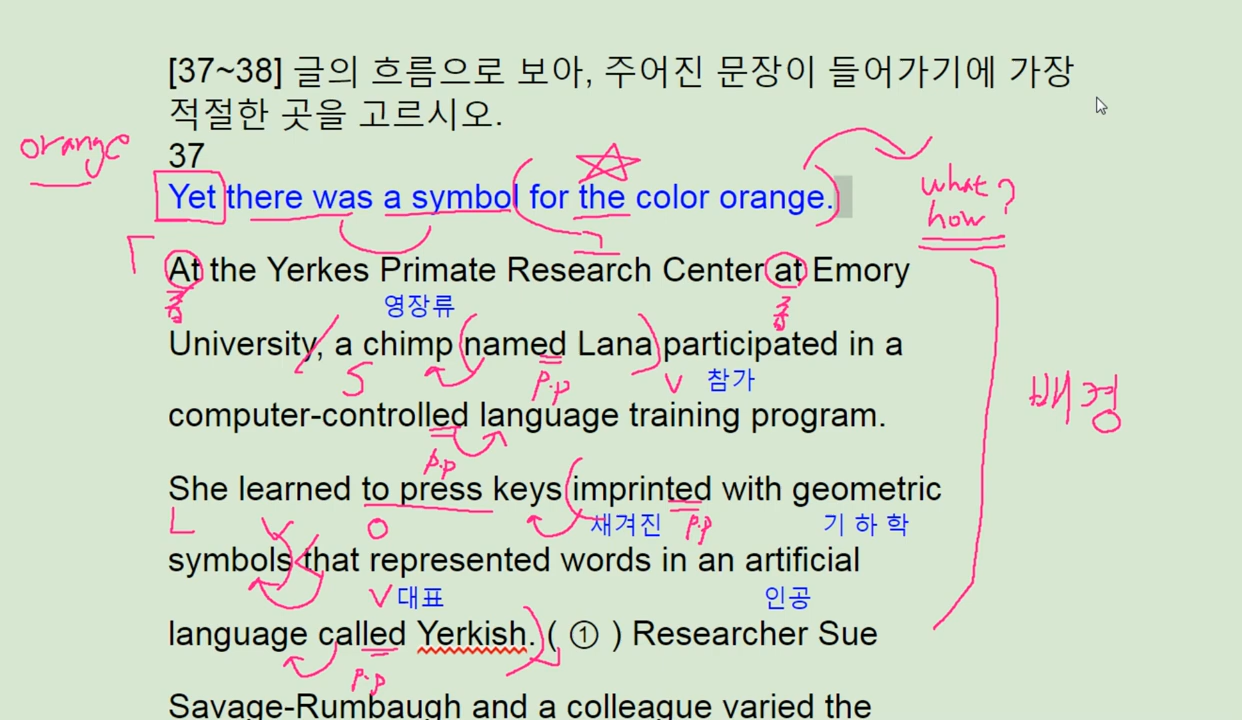 [37~38] 글의 흐름으로 보아, 주어진 문장이 들어가기에 가장
적절한 곳을 고르시오.
orange
37
Yet there was a symbol for the color orange.
what
how ?
At the Yerkes Primate Research Center at Emory
영장류
University, a chimp named Lana participated in a
S p.p V 참가
배경
computer-controlled language training program.
p.p
She learned to press keys imprinted with geometric
V O 새겨진 p.p 기 하 학
symbols that represented words in an artificial
V 대표 인공
language called Yerkish. ( ① ) Researcher Sue
p.p
Savage-Rumbaugh and a colleague varied the